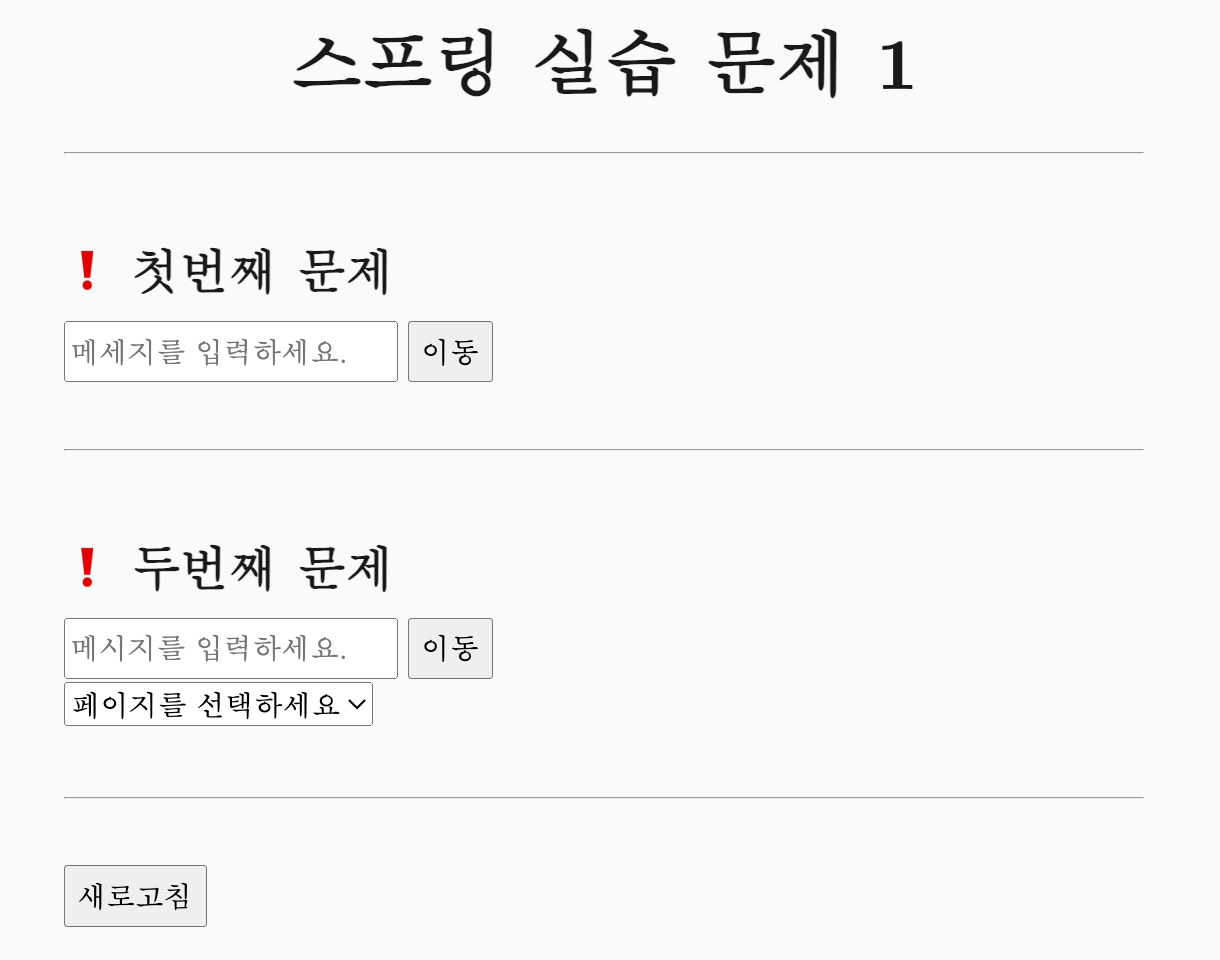 스프링 실습 문제 1
❗ 첫번째 문제
메세지를 입력하세요. 이동
❗ 두번째 문제
메시지를 입력하세요. 이동
페이지를 선택하세요
새로고침